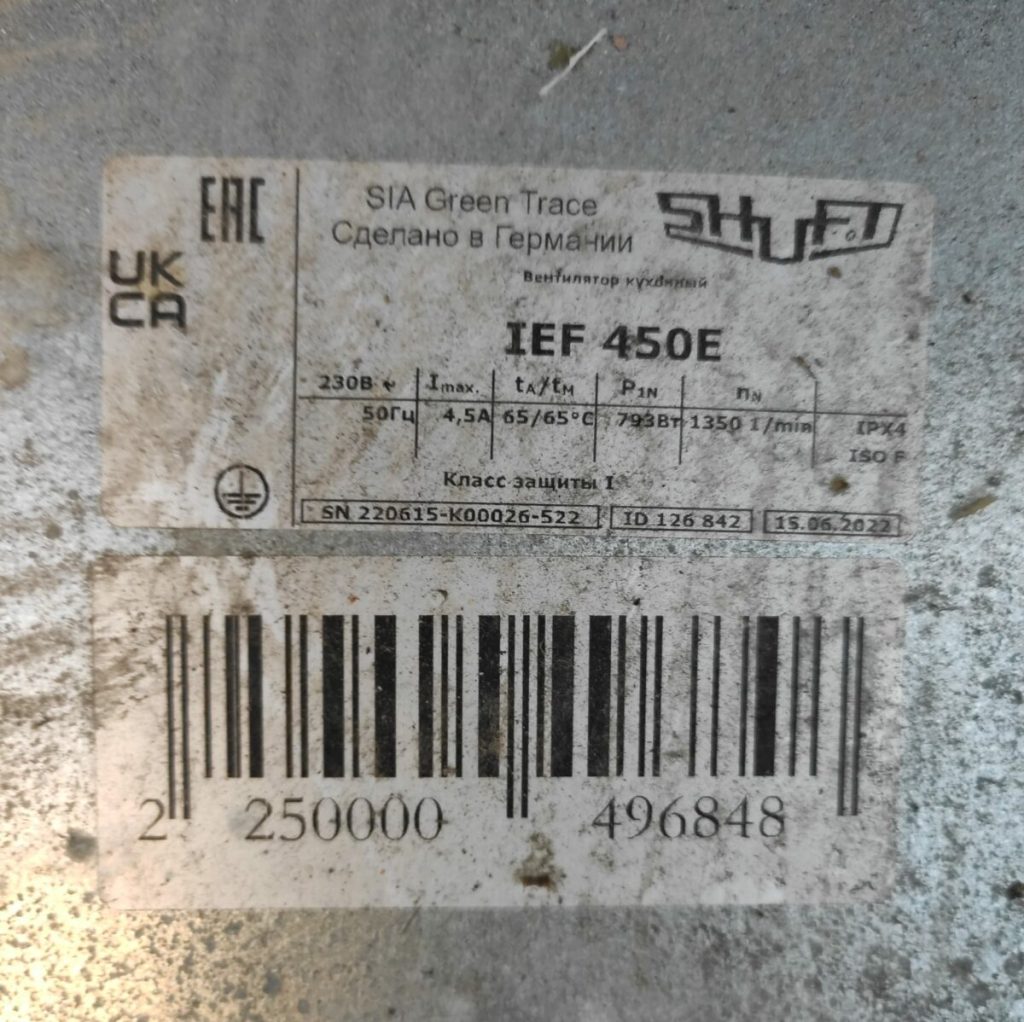 EAC
UK
CA
SIA Green Trace
Сделано в Германии
SHUFT
Вентилятор кухонный
IEF 450E
230В ~ Imax. tA/tM P1N nN
50Гц 4,5А 65/65°C 793Вт 1350 1/min IPX4
ISO F
Класс защиты I
SN 220615-K00026-522 ID 126 842 15.06.2022
2 250000 496848